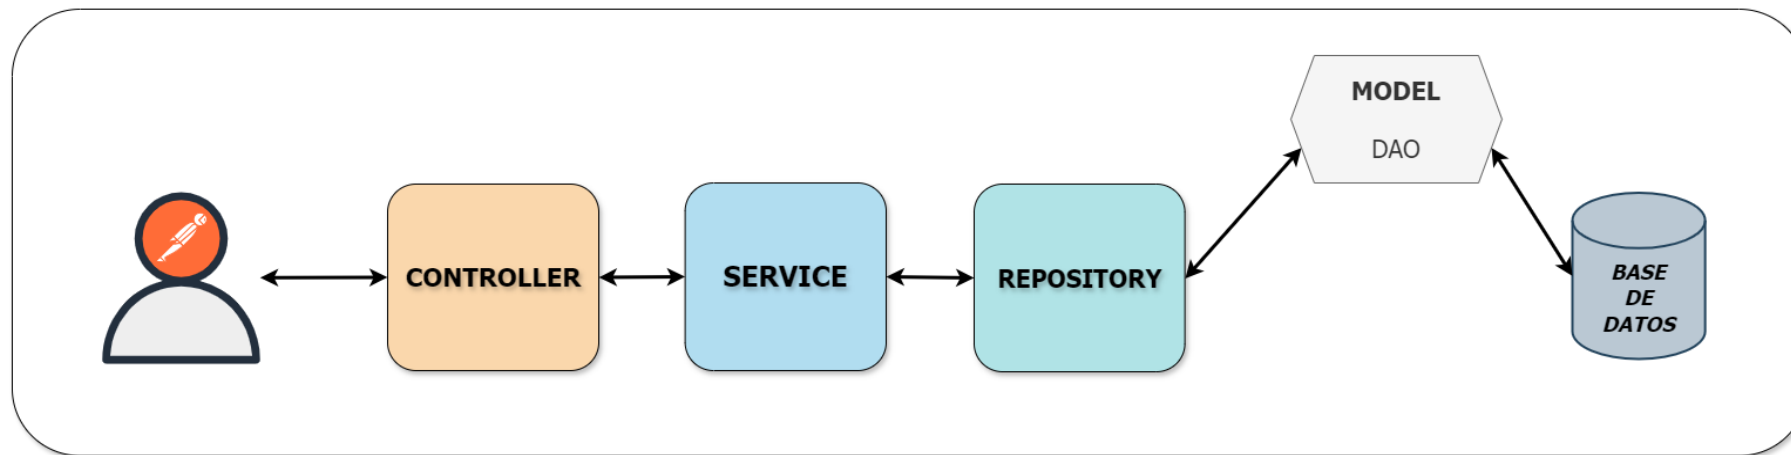 CONTROLLER
SERVICE
REPOSITORY
MODEL
DAO
BASE
DE
DATOS